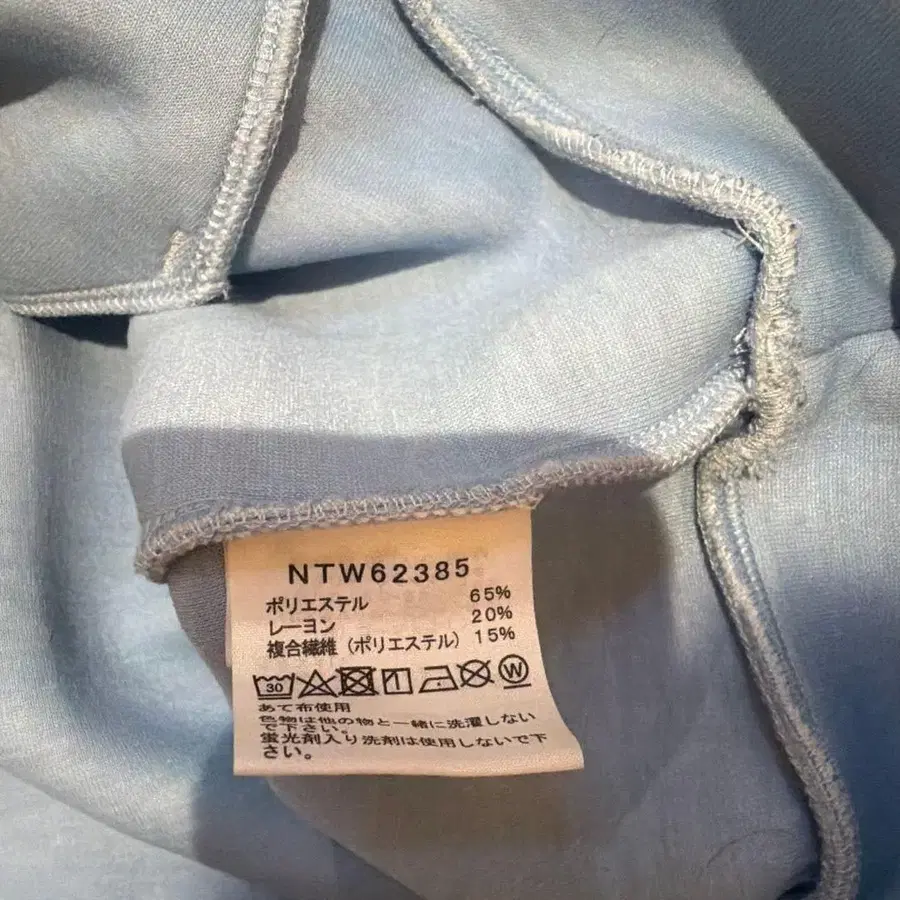 NTW62385
ポリエステル 65%
レーヨン 20%
複合繊維（ポリエステル）15%
30 W
あて布使用
色物は他の物と一緒に洗濯しない
で下さい。
蛍光剤入り洗剤は使用しないで下
さい。